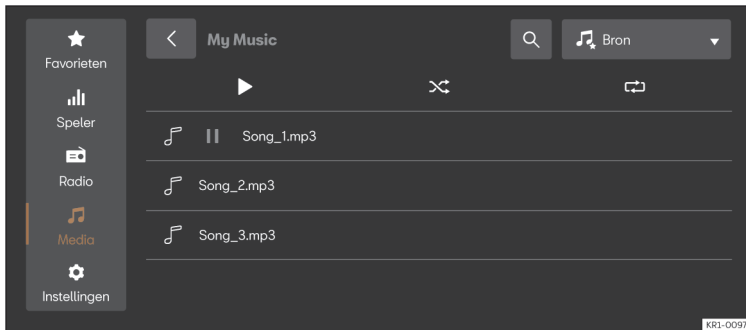 Favorieten
Speler
Radio
Media
Instellingen
My Music
Bron
Song_1.mp3
Song_2.mp3
Song_3.mp3
KR1-0097